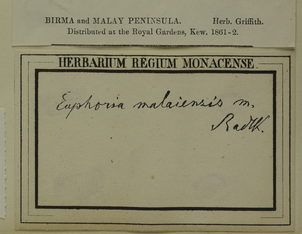 BIRMA and MALAY PENINSULA. Herb. Griffith.
Distributed at the Royal Gardens, Kew. 1861-2.
HERBARIUM REGIUM MONACENSE.
Euphoria malaiensis m.
Radlk.